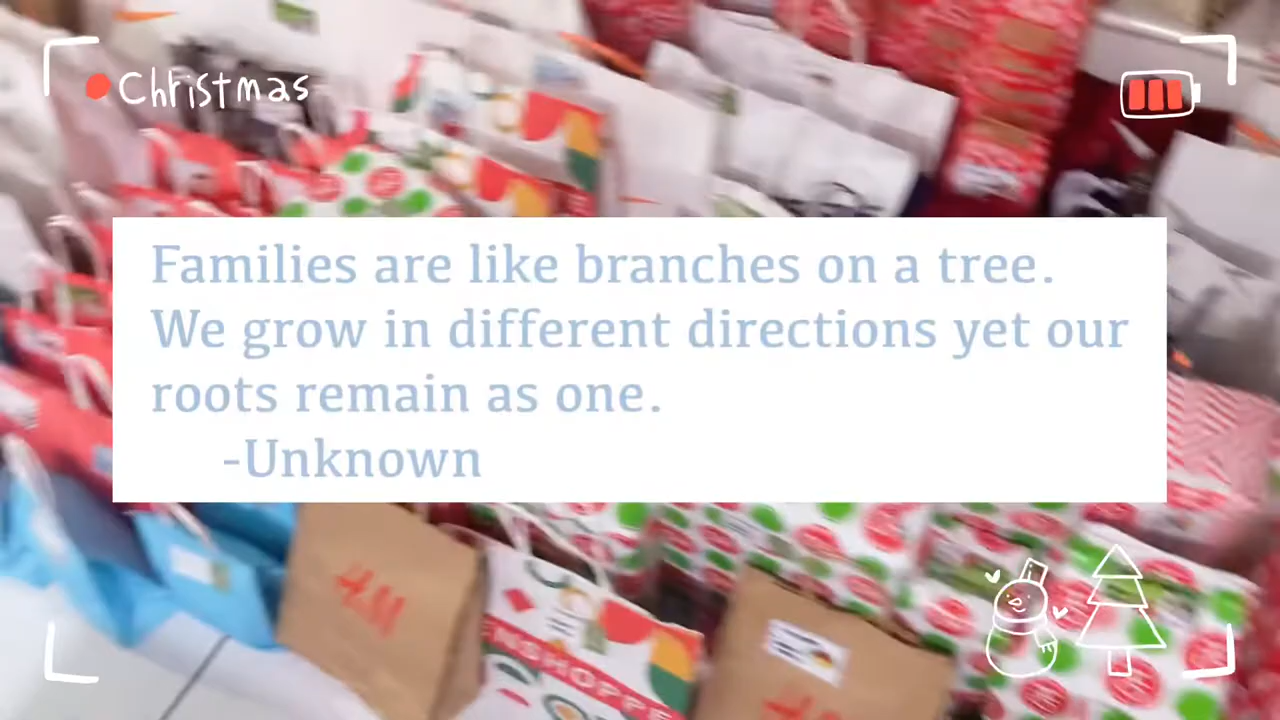 Christmas
Families are like branches on a tree.
We grow in different directions yet our
roots remain as one.
-Unknown
H&M